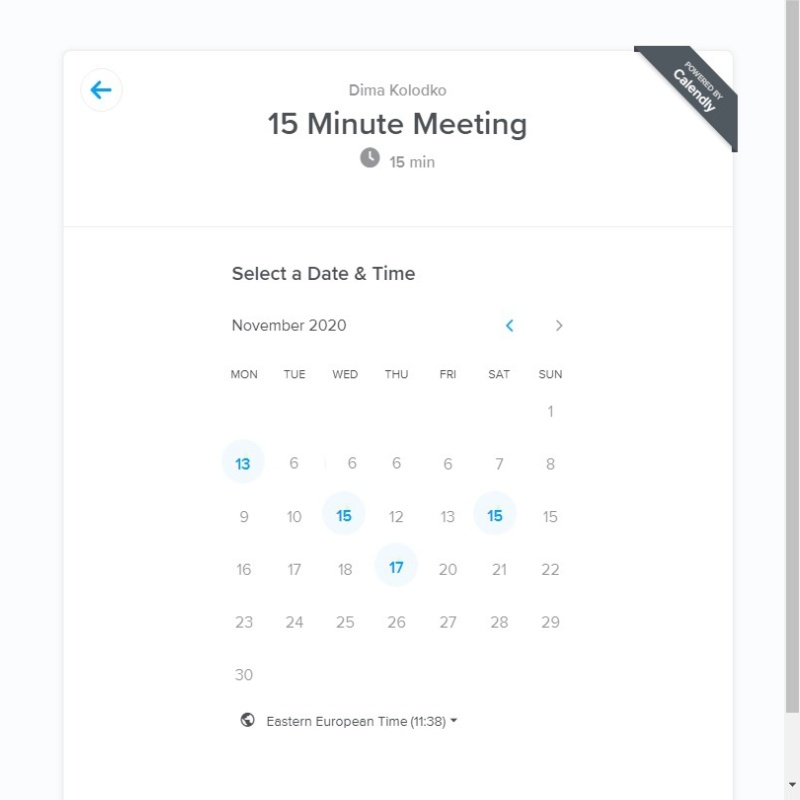 Dima Kolodko
15 Minute Meeting
15 min
POWERED BY
Calendly
Select a Date & Time
November 2020
MON TUE WED THU FRI SAT SUN
1
13 6 6 6 6 7 8
9 10 15 12 13 15 15
16 17 18 17 20 21 22
23 24 25 26 27 28 29
30
Eastern European Time (11:38)